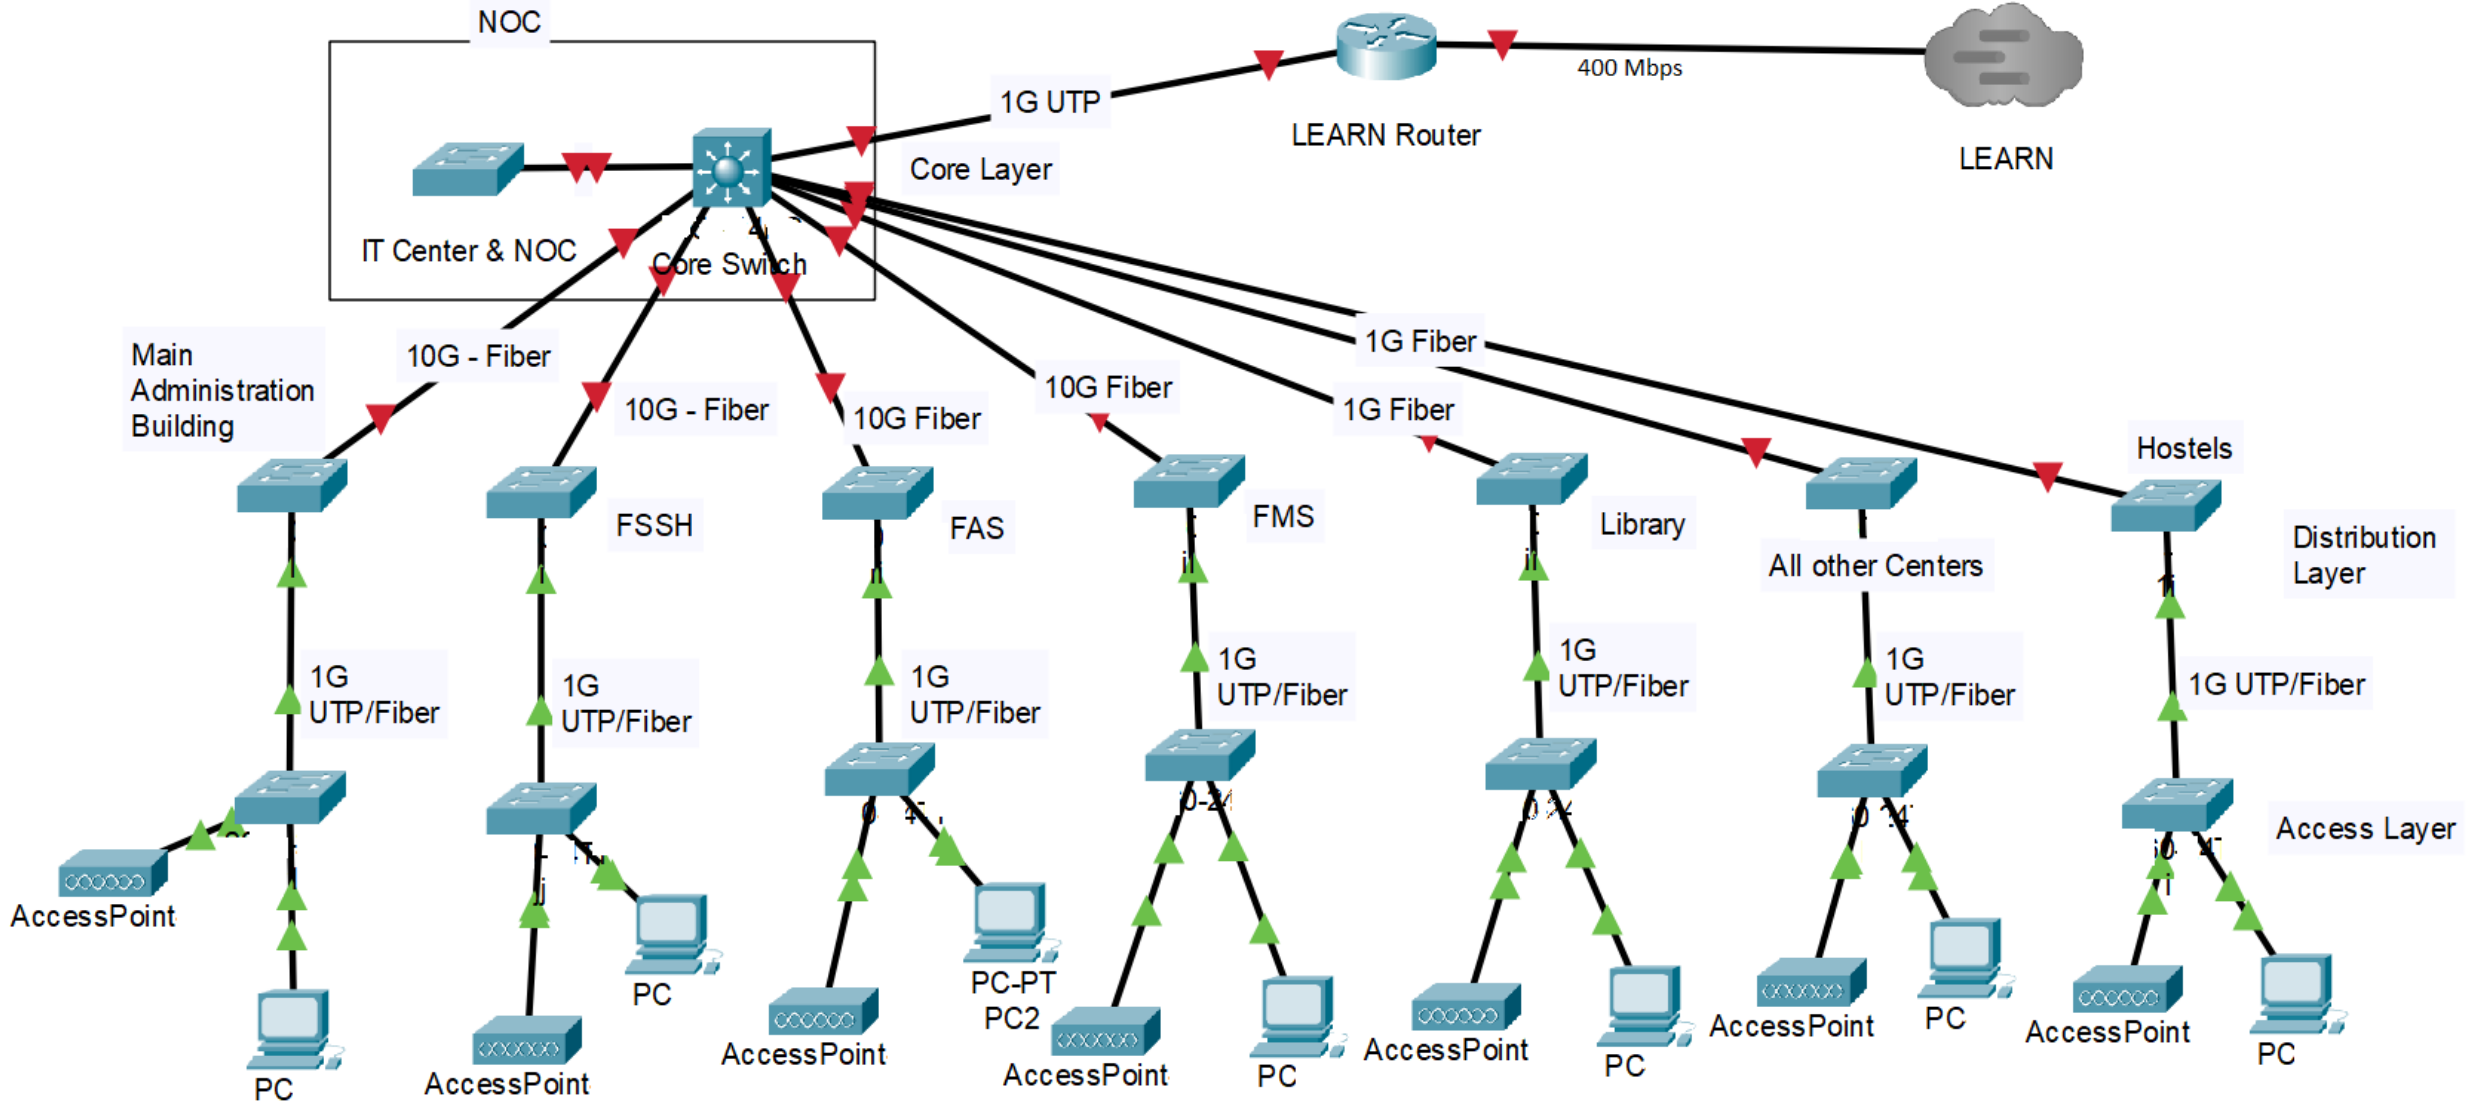 NOC
1G UTP
400 Mbps
LEARN Router
LEARN
Core Layer
IT Center & NOC
Core Switch
Main
Administration
Building
10G - Fiber
10G - Fiber
10G Fiber
10G Fiber
1G Fiber
1G Fiber
Hostels
FSSH
FAS
FMS
Library
All other Centers
Distribution
Layer
1G
UTP/Fiber
1G
UTP/Fiber
1G
UTP/Fiber
1G
UTP/Fiber
1G
UTP/Fiber
1G
UTP/Fiber
1G UTP/Fiber
Access Layer
AccessPoint
PC
AccessPoint
PC
AccessPoint
PC-PT
PC2
AccessPoint
PC
AccessPoint
PC
AccessPoint
PC
AccessPoint
PC